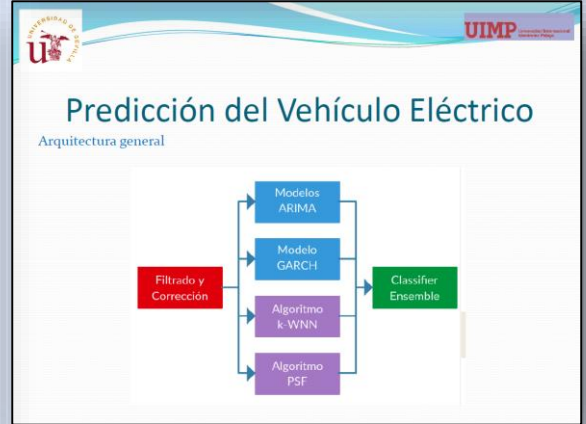 UNIVERSIDAD DE SEVILLA
UIMP
Predicción del Vehículo Eléctrico
Arquitectura general
Modelos
ARIMA
Modelo
GARCH
Filtrado y
Corrección
Classifier
Ensemble
Algoritmo
k-WNN
Algoritmo
PSF